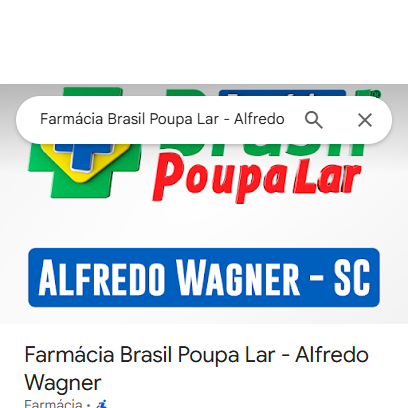 Farmácia Brasil Poupa Lar - Alfredo
Brasil
Poupa Lar
ALFREDO WAGNER - SC
Farmácia Brasil Poupa Lar - Alfredo
Wagner
Farmácia ·